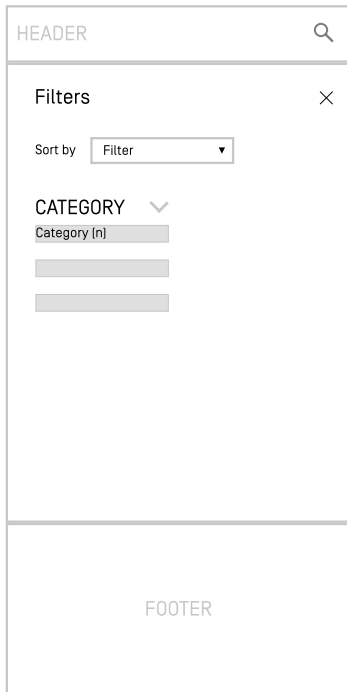 HEADER
Filters
Sort by Filter
CATEGORY
Category (n)
FOOTER